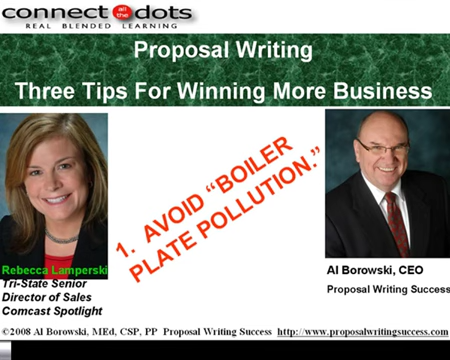 connect all the dots
REAL BLENDED LEARNING
Proposal Writing
Three Tips For Winning More Business
1. AVOID “BOILER
PLATE POLLUTION.”
Rebecca Lamperski
Tri-State Senior
Director of Sales
Comcast Spotlight
Al Borowski, CEO
Proposal Writing Success
©2008 Al Borowski, MEd, CSP, PP Proposal Writing Success http://www.proposalwritingsuccess.com